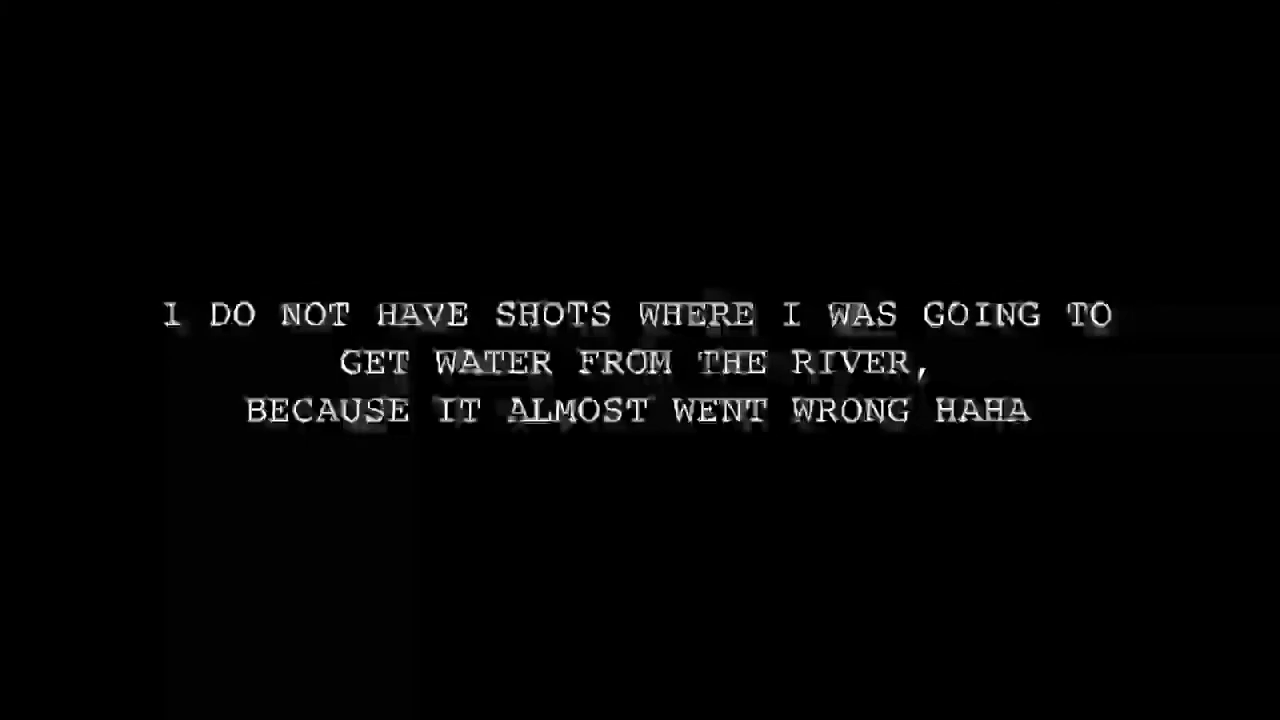 I DO NOT HAVE SHOTS WHERE I WAS GOING TO
GET WATER FROM THE RIVER,
BECAUSE IT ALMOST WENT WRONG HAHA